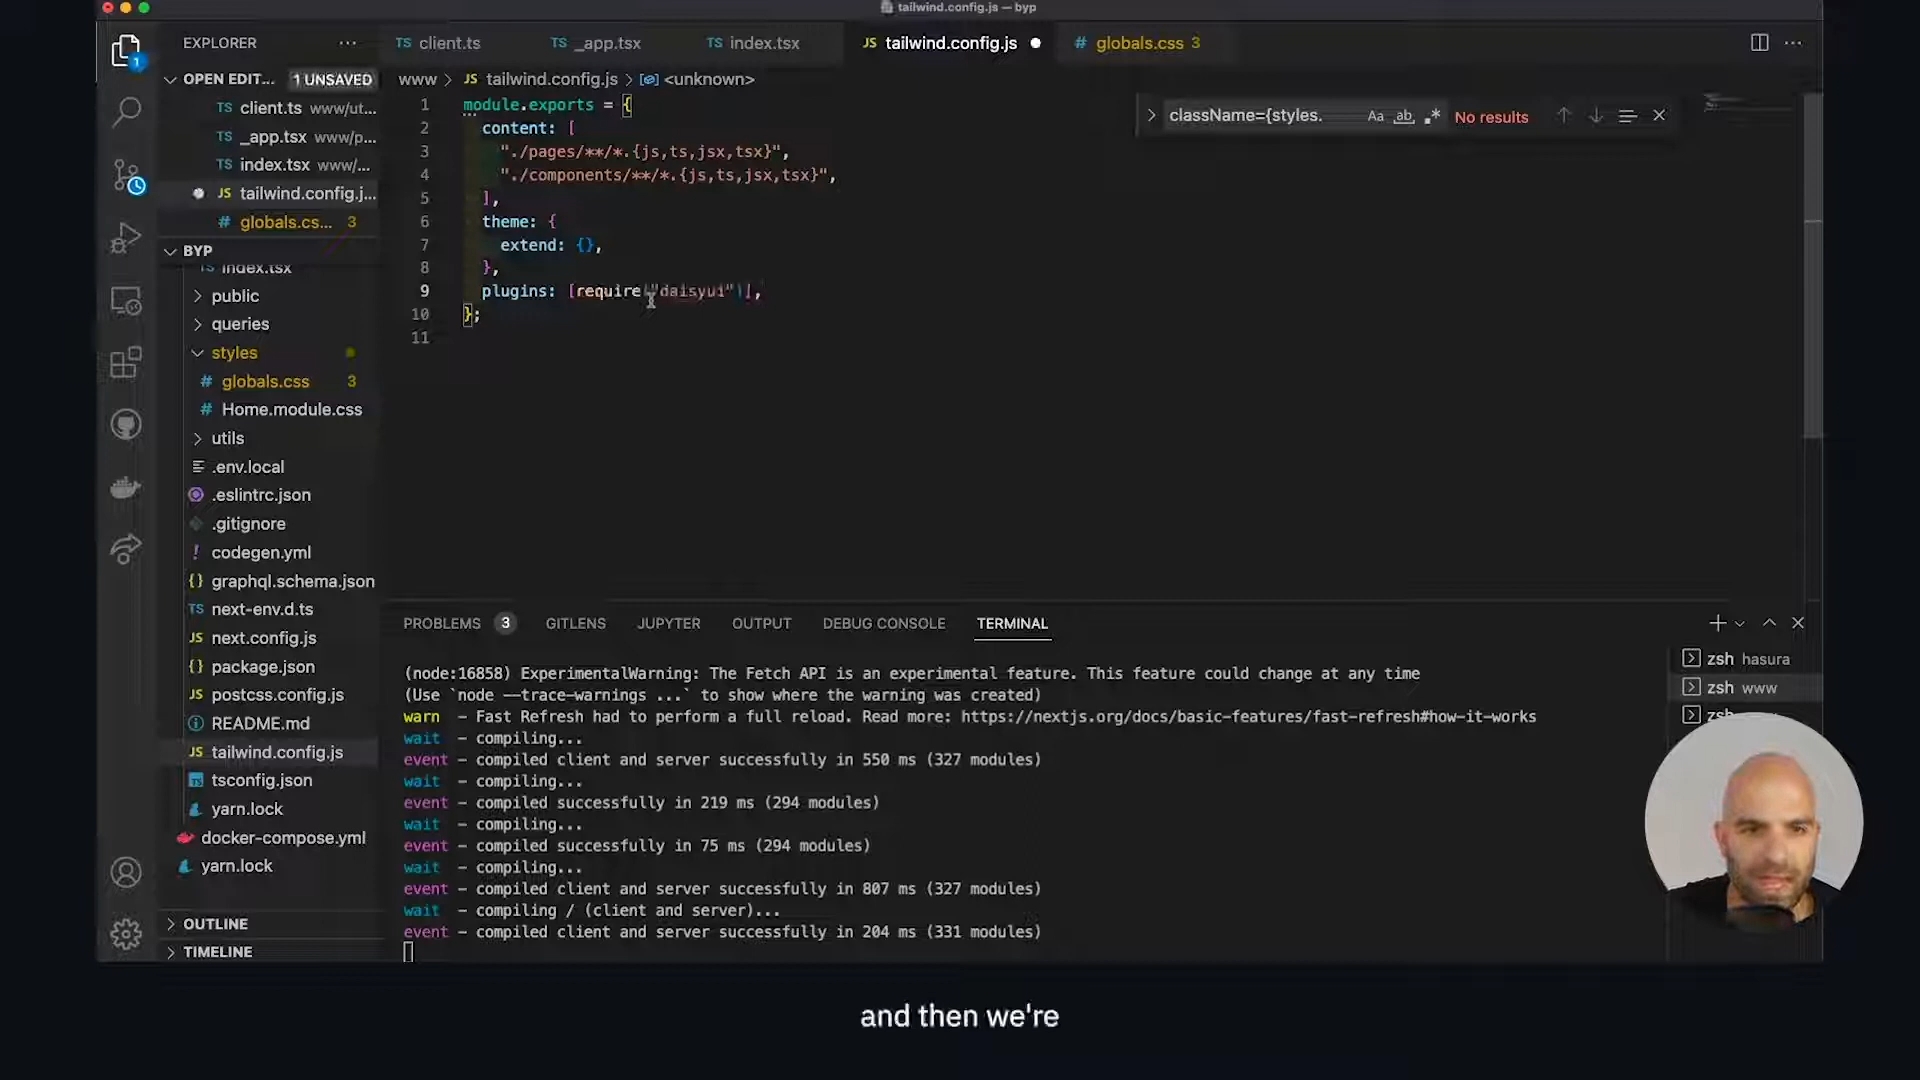 tailwind.config.js — byp
EXPLORER
TS client.ts
TS _app.tsx
TS index.tsx
JS tailwind.config.js
# globals.css 3
OPEN EDIT... 1 UNSAVED
www > JS tailwind.config.js > <unknown>
TS client.ts www/ut...
TS _app.tsx www/p...
TS index.tsx www/...
JS tailwind.config.j...
# globals.cs... 3
BYP
index.tsx
public
queries
styles
# globals.css 3
# Home.module.css
utils
.env.local
.eslintrc.json
.gitignore
! codegen.yml
{} graphql.schema.json
TS next-env.d.ts
JS next.config.js
{} package.json
JS postcss.config.js
README.md
JS tailwind.config.js
tsconfig.json
yarn.lock
docker-compose.yml
yarn.lock
OUTLINE
TIMELINE
1 module.exports = {
2 content: [
3 "./pages/**/*.{js,ts,jsx,tsx}",
4 "./components/**/*.{js,ts,jsx,tsx}",
5 ],
6 theme: {
7 extend: {},
8 },
9 plugins: [require("daisyui")],
10 };
11
className={styles. Aa ab .* No results
PROBLEMS 3 GITLENS JUPYTER OUTPUT DEBUG CONSOLE TERMINAL
(node:16858) ExperimentalWarning: The Fetch API is an experimental feature. This feature could change at any time
(Use `node --trace-warnings ...` to show where the warning was created)
warn - Fast Refresh had to perform a full reload. Read more: https://nextjs.org/docs/basic-features/fast-refresh#how-it-works
wait - compiling...
event - compiled client and server successfully in 550 ms (327 modules)
wait - compiling...
event - compiled successfully in 219 ms (294 modules)
wait - compiling...
event - compiled successfully in 75 ms (294 modules)
wait - compiling...
event - compiled client and server successfully in 807 ms (327 modules)
wait - compiling / (client and server)...
event - compiled client and server successfully in 204 ms (331 modules)
zsh hasura
zsh www
zsh
and then we're